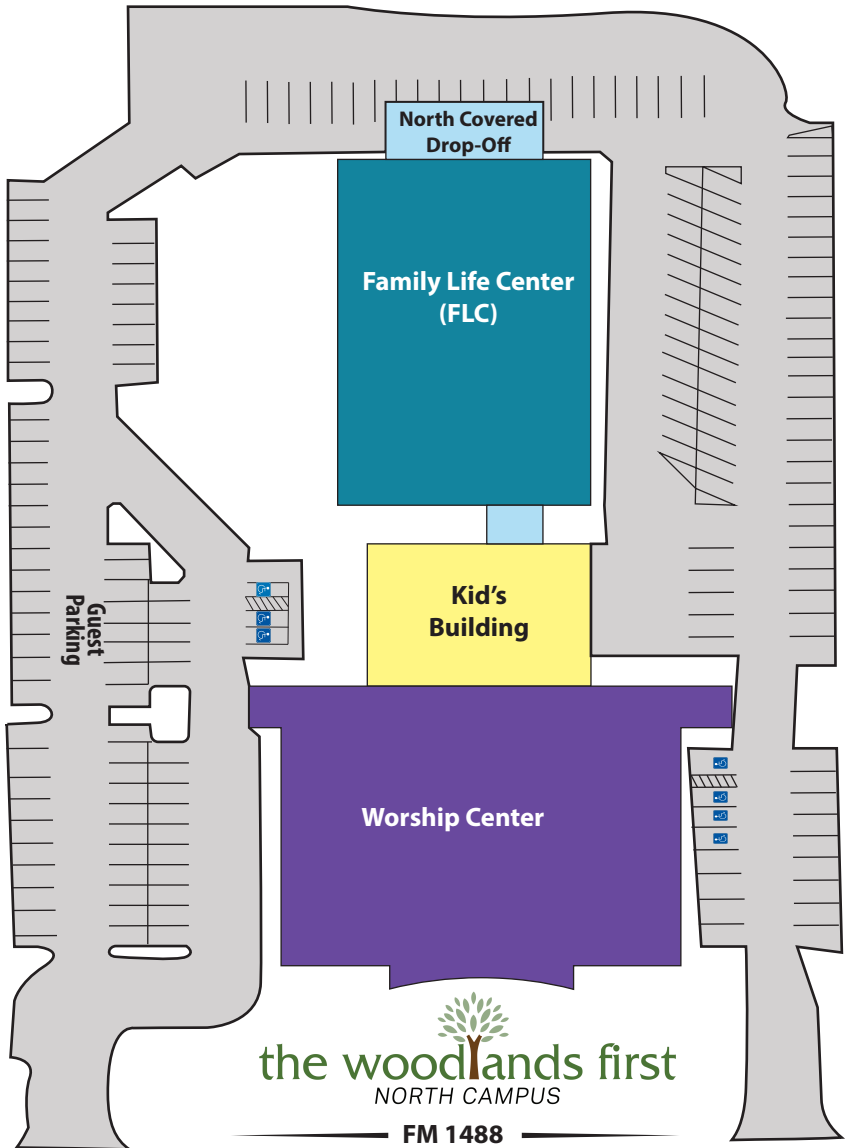 North Covered
Drop-Off
Family Life Center
(FLC)
Kid's
Building
Guest
Parking
Worship Center
the woodlands first
NORTH CAMPUS
FM 1488